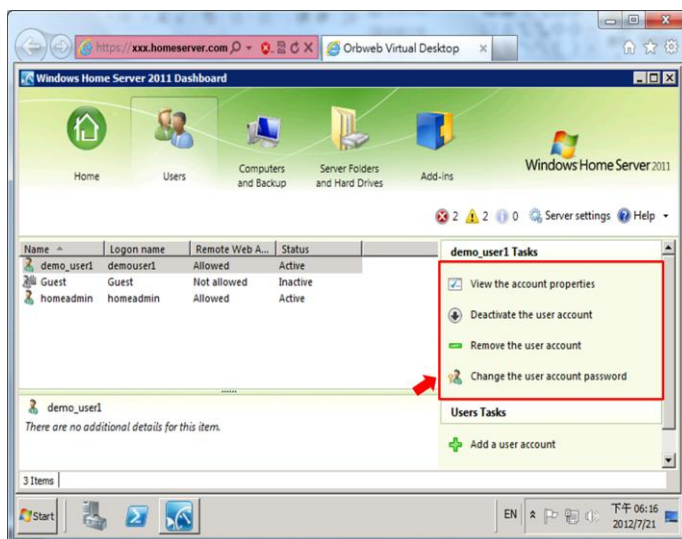 https://xxx.homeserver.com
Orbweb Virtual Desktop
Windows Home Server 2011 Dashboard
Home
Users
Computers and Backup
Server Folders and Hard Drives
Add-ins
Windows Home Server 2011
2
2
0
Server settings
Help
Name
Logon name
Remote Web A...
Status
demo_user1 demouser1 Allowed Active
Guest Guest Not allowed Inactive
homeadmin homeadmin Allowed Active
demo_user1 Tasks
View the account properties
Deactivate the user account
Remove the user account
Change the user account password
Users Tasks
Add a user account
demo_user1
There are no additional details for this item.
3 Items
Start
EN
下午 06:16
2012/7/21